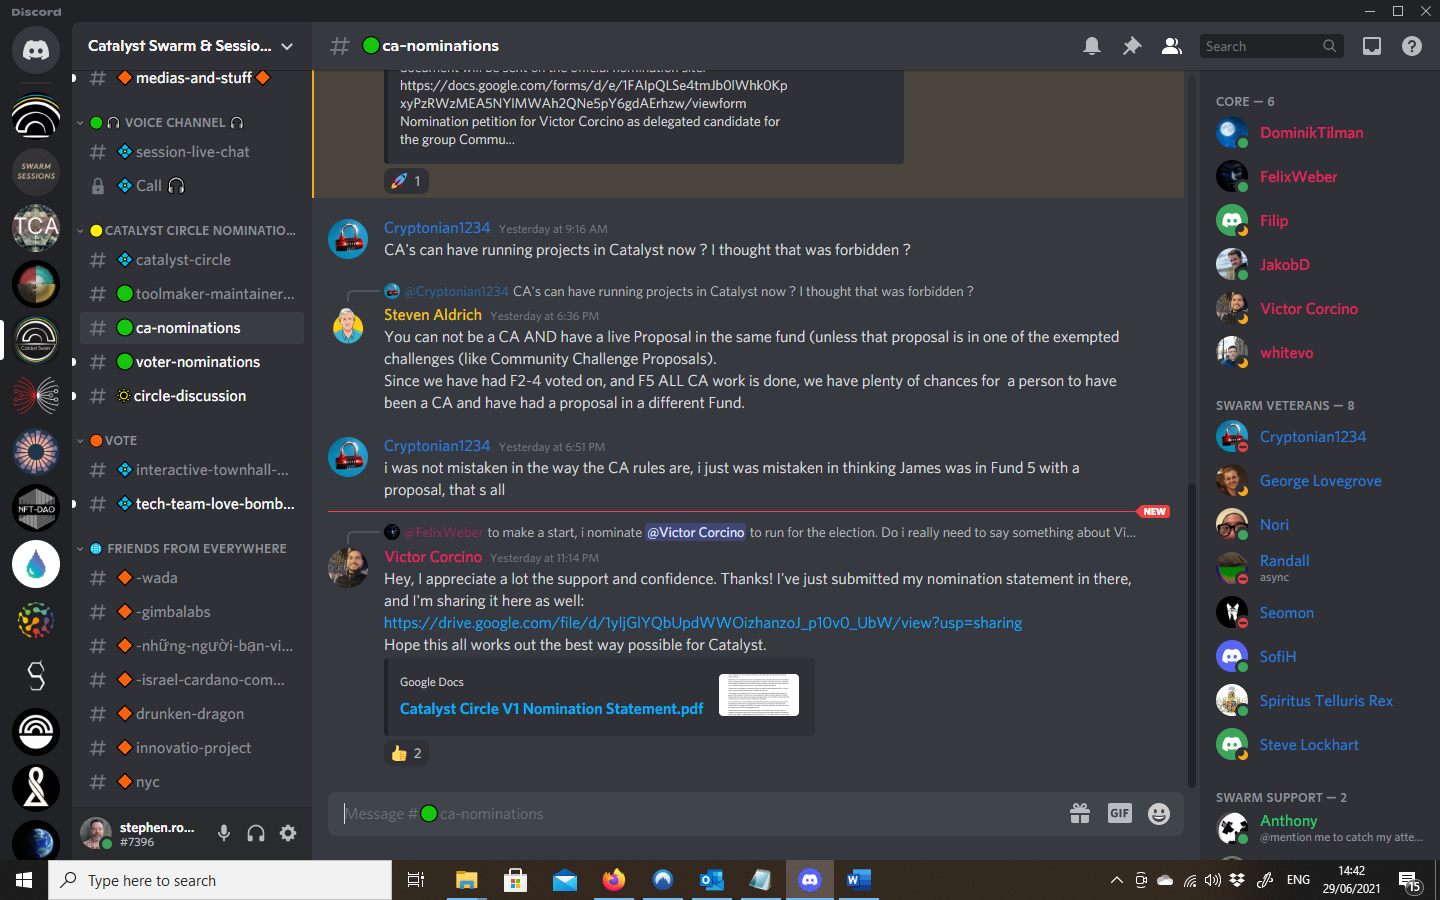 Discord
Catalyst Swarm & Sessio...
medias-and-stuff
VOICE CHANNEL
session-live-chat
Call
CATALYST CIRCLE NOMINATIO...
catalyst-circle
toolmaker-maintainer...
ca-nominations
voter-nominations
circle-discussion
VOTE
interactive-townhall-...
tech-team-love-bomb...
FRIENDS FROM EVERYWHERE
-wada
-gimbalabs
-những-người-bạn-vi...
-israel-cardano-com...
drunken-dragon
innovatio-project
nyc
stephen.ro...
#7396
SWARM
SESSIONS
TCA
Catalyst Swarm
NFT-DAO
ca-nominations
Search
https://docs.google.com/forms/d/e/1FAIpQLSe4tmJb0lWhk0Kp
xyPzRWzMEA5NYlMWAh2QNe5pY6gdAErhzw/viewform
Nomination petition for Victor Corcino as delegated candidate for
the group Commu...
1
Cryptonian1234 Yesterday at 9:16 AM
CA's can have running projects in Catalyst now ? I thought that was forbidden ?
@Cryptonian1234 CA's can have running projects in Catalyst now ? I thought that was forbidden ?
Steven Aldrich Yesterday at 6:36 PM
You can not be a CA AND have a live Proposal in the same fund (unless that proposal is in one of the exempted
challenges (like Community Challenge Proposals).
Since we have had F2-4 voted on, and F5 ALL CA work is done, we have plenty of chances for a person to have
been a CA and have had a proposal in a different Fund.
Cryptonian1234 Yesterday at 6:51 PM
i was not mistaken in the way the CA rules are, i just was mistaken in thinking James was in Fund 5 with a
proposal, that s all
NEW
@FelixWeber to make a start, i nominate @Victor Corcino to run for the election. Do i really need to say something about Vi...
Victor Corcino Yesterday at 11:14 PM
Hey, I appreciate a lot the support and confidence. Thanks! I've just submitted my nomination statement in there,
and I'm sharing it here as well:
https://drive.google.com/file/d/1yljGlYQbUpdWWOizhanzoJ_p10v0_UbW/view?usp=sharing
Hope this all works out the best way possible for Catalyst.
Google Docs
Catalyst Circle V1 Nomination Statement.pdf
2
Message # ca-nominations
GIF
CORE — 6
DominikTilman
FelixWeber
Filip
JakobD
Victor Corcino
whitevo
SWARM VETERANS — 8
Cryptonian1234
George Lovegrove
Nori
Randall
async
Seomon
SofiH
Spiritus Telluris Rex
Steve Lockhart
SWARM SUPPORT — 2
Anthony
@mention me to catch my atte...
Type here to search
ENG
14:42
29/06/2021
15